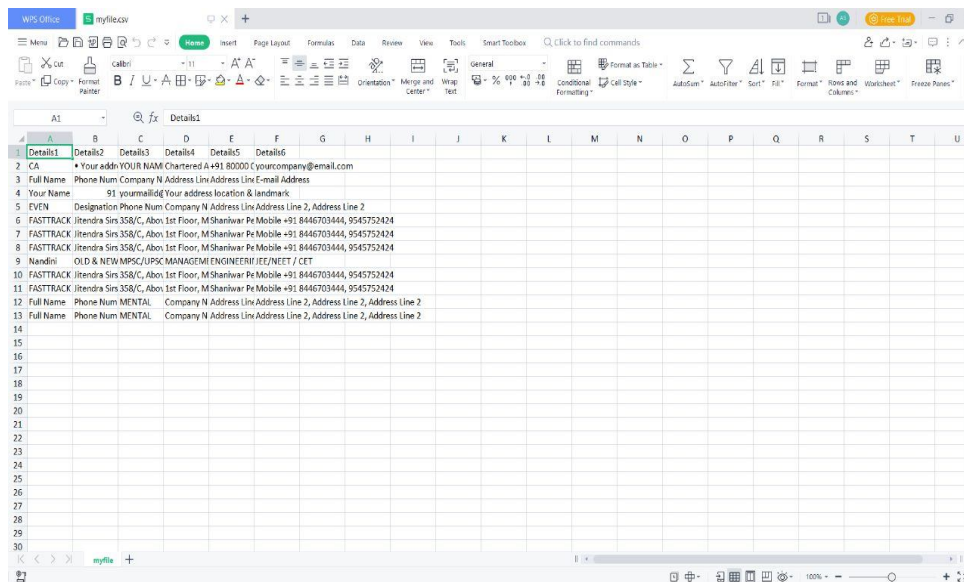 WPS Office myfile.csv Free Trial
Menu Home Insert Page Layout Formulas Data Review View Tools Smart Toolbox Click to find commands
Cut Calibri 11 General Format as Table
Paste Copy Format Painter Orientation Merge and Center Wrap Text Conditional Formatting Cell Style AutoSum AutoFilter Sort Fill Format Rows and Columns Worksheet Freeze Panes
A1 fx Details1
A B C D E F G H I J K L M N O P Q R S T U
1 Details1 Details2 Details3 Details4 Details5 Details6
2 CA • Your addr YOUR NAM Chartered A +91 80000 0 yourcompany@email.com
3 Full Name Phone Num Company N Address Line Address Line E-mail Address
4 Your Name 91 yourmailid@ Your address location & landmark
5 EVEN Designation Phone Num Company N Address Line Address Line 2, Address Line 2
6 FASTTRACK Jitendra Sirs 358/C, Abov 1st Floor, M Shaniwar Pe Mobile +91 8446703444, 9545752424
7 FASTTRACK Jitendra Sirs 358/C, Abov 1st Floor, M Shaniwar Pe Mobile +91 8446703444, 9545752424
8 FASTTRACK Jitendra Sirs 358/C, Abov 1st Floor, M Shaniwar Pe Mobile +91 8446703444, 9545752424
9 Nandini OLD & NEW MPSC/UPSC MANAGEME ENGINEERIN JEE/NEET / CET
10 FASTTRACK Jitendra Sirs 358/C, Abov 1st Floor, M Shaniwar Pe Mobile +91 8446703444, 9545752424
11 FASTTRACK Jitendra Sirs 358/C, Abov 1st Floor, M Shaniwar Pe Mobile +91 8446703444, 9545752424
12 Full Name Phone Num MENTAL Company N Address Line Address Line 2, Address Line 2, Address Line 2
13 Full Name Phone Num MENTAL Company N Address Line Address Line 2, Address Line 2, Address Line 2
14
15
16
17
18
19
20
21
22
23
24
25
26
27
28
29
30
myfile
100%